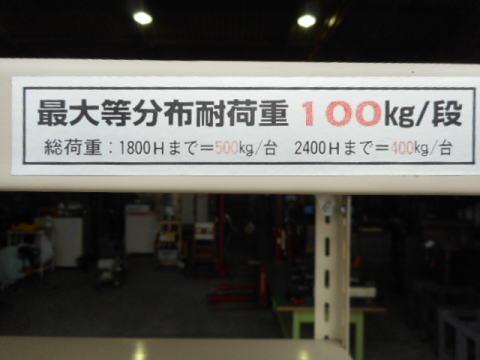 最大等分布耐荷重 100kg/段
総荷重：1800Hまで＝500kg/台 2400Hまで＝400kg/台